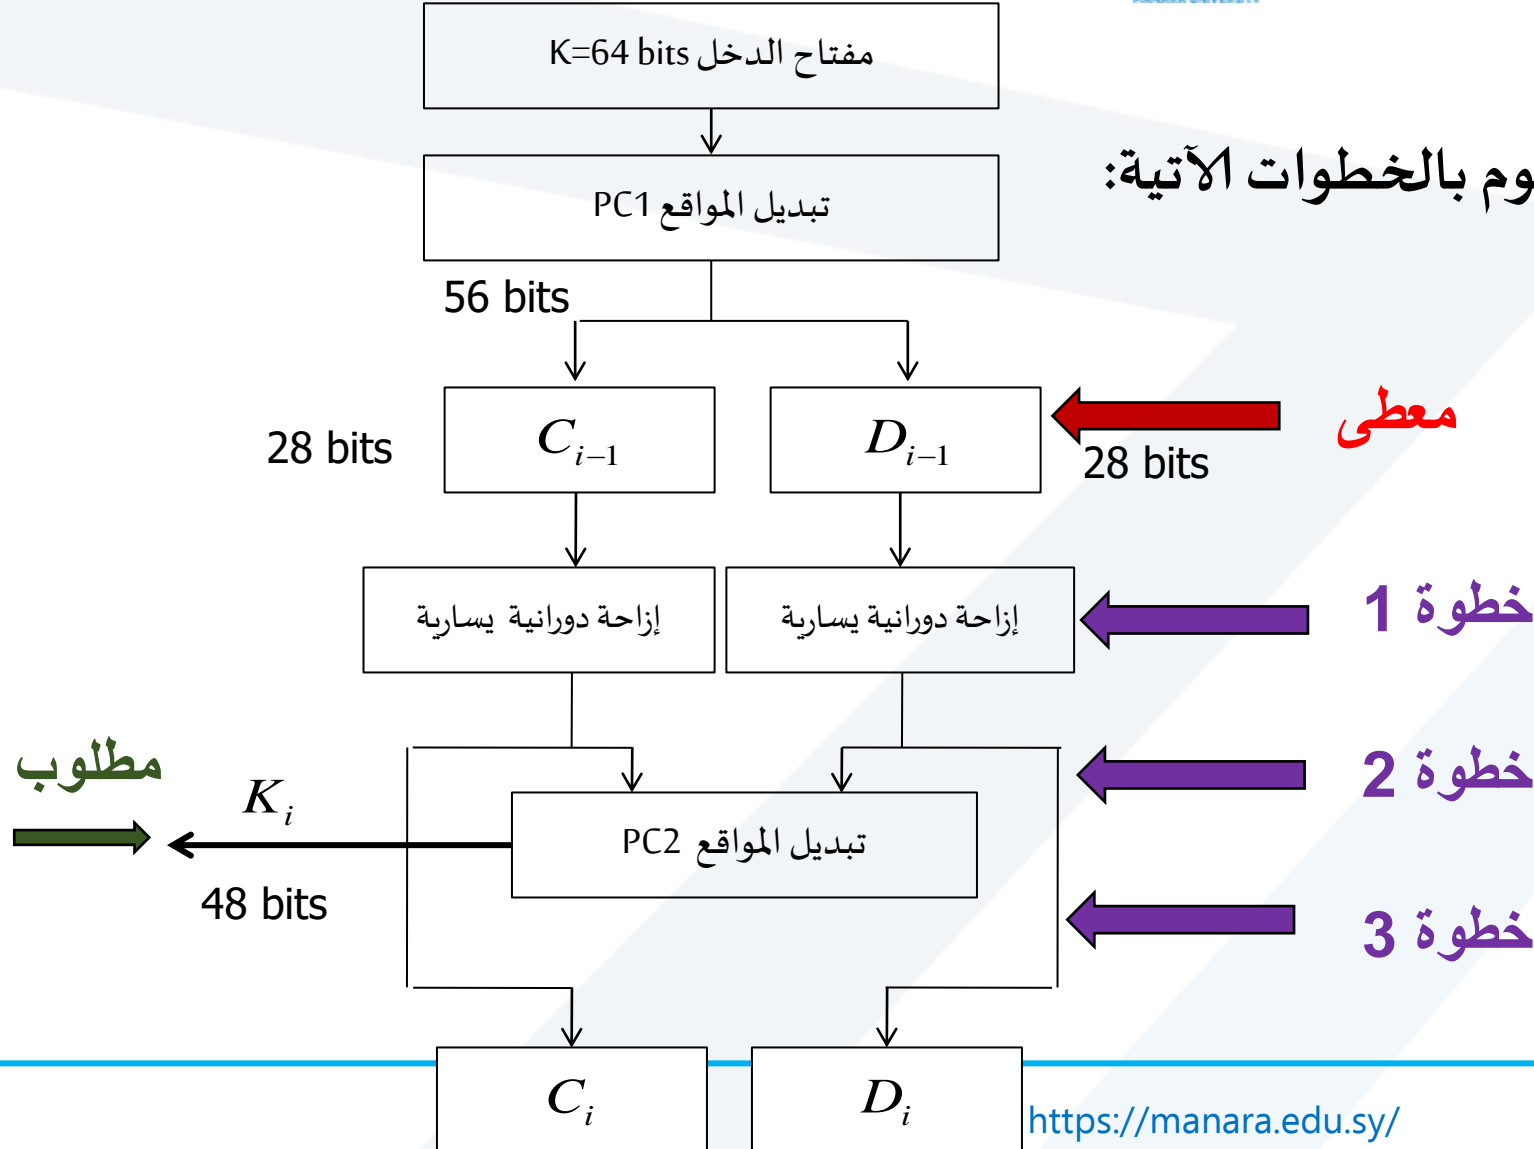 مفتاح الدخل K=64 bits
وم بالخطوات الآتية:
تبديل المواقع PC1
56 bits
معطى
28 bits
C i–1
D i–1
28 bits
خطوة 1
إزاحة دورانية يسارية
إزاحة دورانية يسارية
مطلوب
K i
خطوة 2
تبديل المواقع PC2
48 bits
خطوة 3
C i
D i
https://manara.edu.sy/